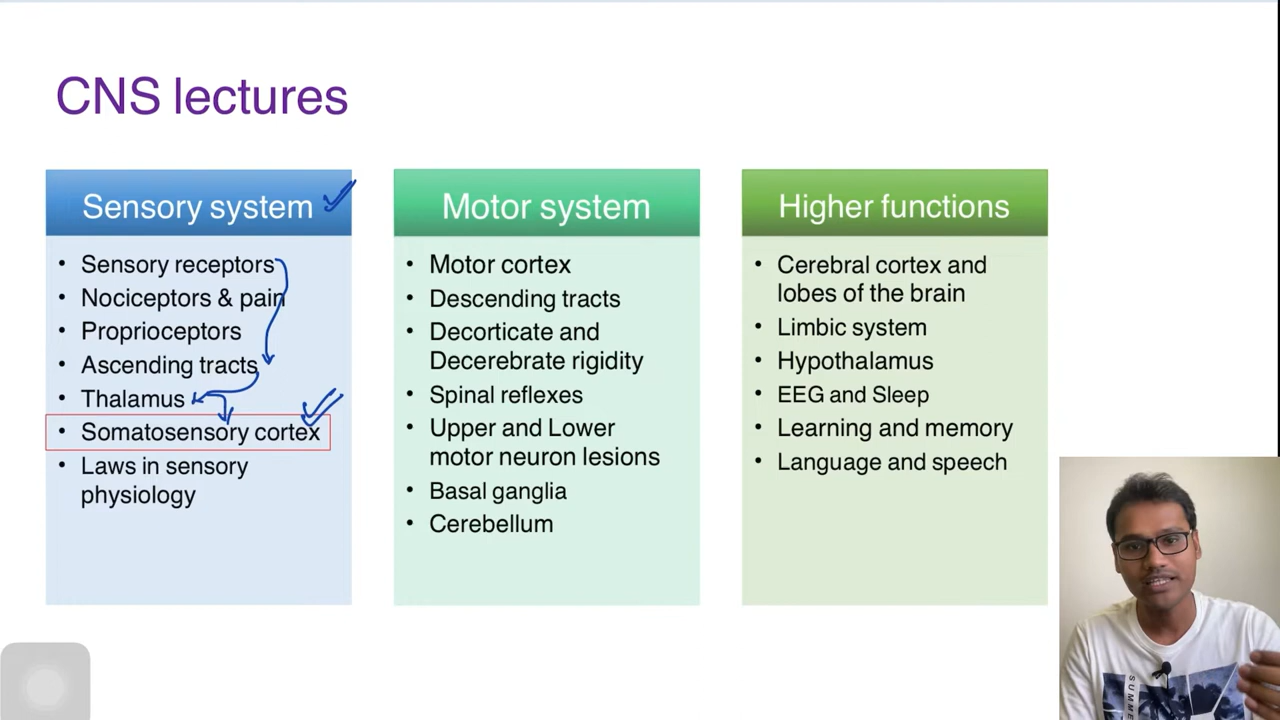 CNS lectures
Sensory system
• Sensory receptors
• Nociceptors & pain
• Proprioceptors
• Ascending tracts
• Thalamus
• Somatosensory cortex
• Laws in sensory
physiology
Motor system
• Motor cortex
• Descending tracts
• Decorticate and
Decerebrate rigidity
• Spinal reflexes
• Upper and Lower
motor neuron lesions
• Basal ganglia
• Cerebellum
Higher functions
• Cerebral cortex and
lobes of the brain
• Limbic system
• Hypothalamus
• EEG and Sleep
• Learning and memory
• Language and speech